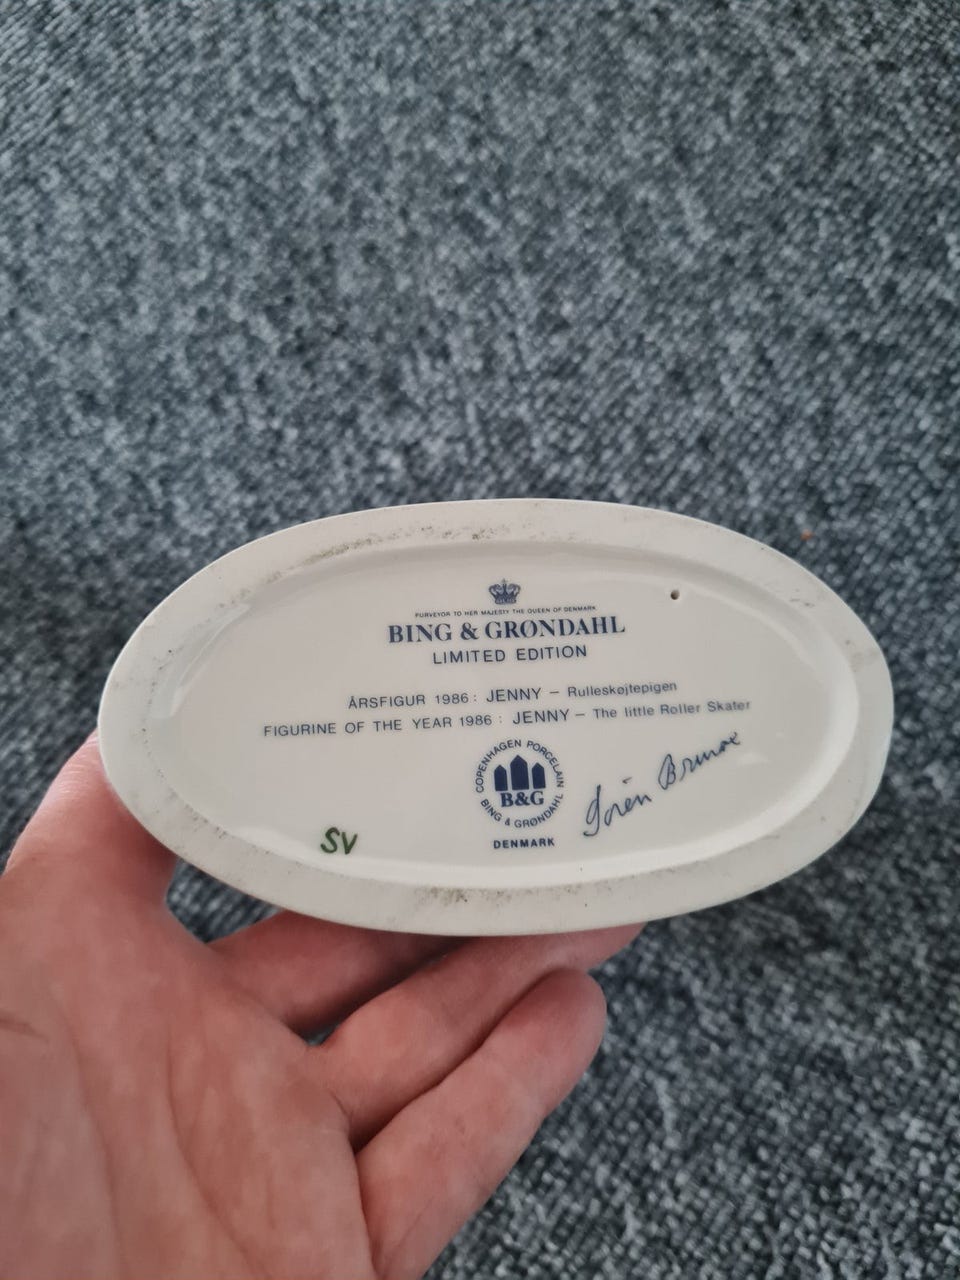 PURVEYOR TO HER MAJESTY THE QUEEN OF DENMARK
BING & GRØNDAHL
LIMITED EDITION
ÅRSFIGUR 1986: JENNY – Rulleskøjtepigen
FIGURINE OF THE YEAR 1986: JENNY – The little Roller Skater
COPENHAGEN PORCELAIN
B&G
BING & GRØNDAHL
DENMARK
SV